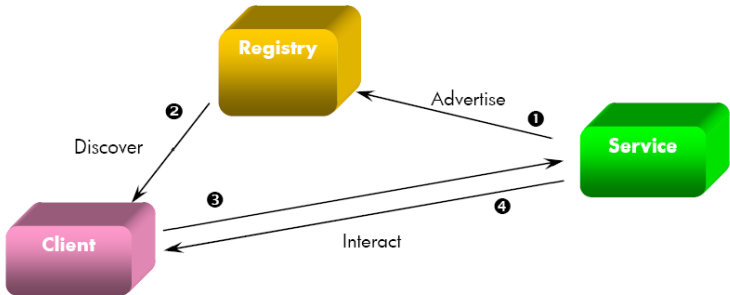 Registry
Advertise
❶
❷
Discover
Service
❸
❹
Client
Interact